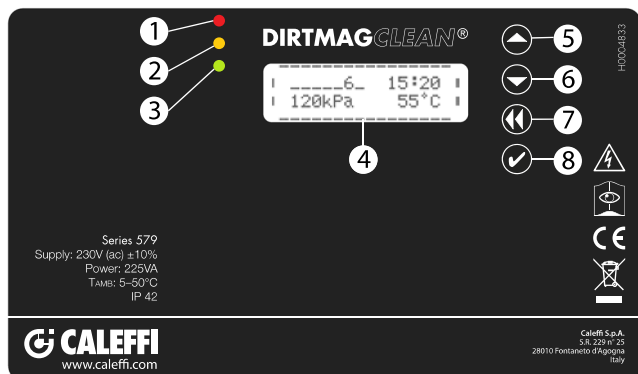 1
2
3
DIRTMAGCLEAN®
_____6_ 15:20
120kPa 55°C
4
5
6
7
8
H0004833
Series 579
Supply: 230V (ac) ±10%
Power: 225VA
TAMB: 5–50°C
IP 42
CE
CALEFFI
www.caleffi.com
Caleffi S.p.A.
S.R. 229 n° 25
28010 Fontaneto d'Agogna
Italy